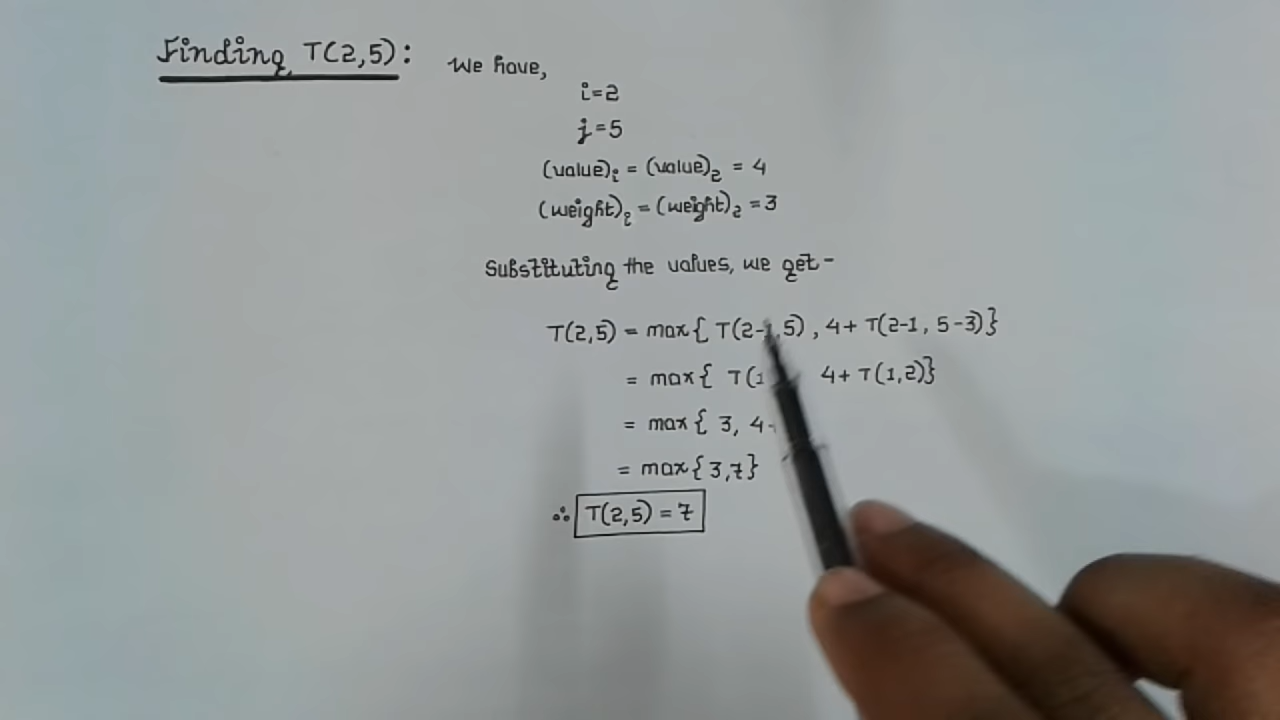 Finding T(2,5):
We have,
i=2
j=5
(value)i = (value)2 = 4
(weight)i = (weight)2 = 3
Substituting the values, we get-
T(2,5) = max{ T(2-1,5) , 4+ T(2-1, 5-3)}
= max{ T(1 4+ T(1,2)}
= max{ 3, 4
= max{3,7}
∴ T(2,5) = 7